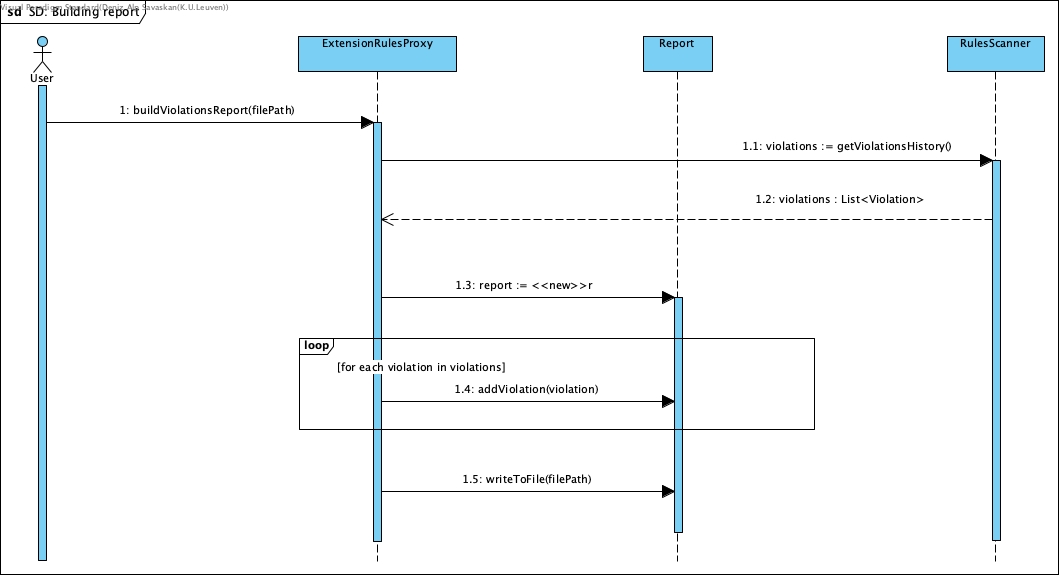 Visual Paradigm Standard(Deniz Alp Savaskan(K.U.Leuven))
sd SD: Building report
ExtensionRulesProxy
Report
RulesScanner
User
1: buildViolationsReport(filePath)
1.1: violations := getViolationsHistory()
1.2: violations : List<Violation>
1.3: report := <<new>>r
loop
[for each violation in violations]
1.4: addViolation(violation)
1.5: writeToFile(filePath)